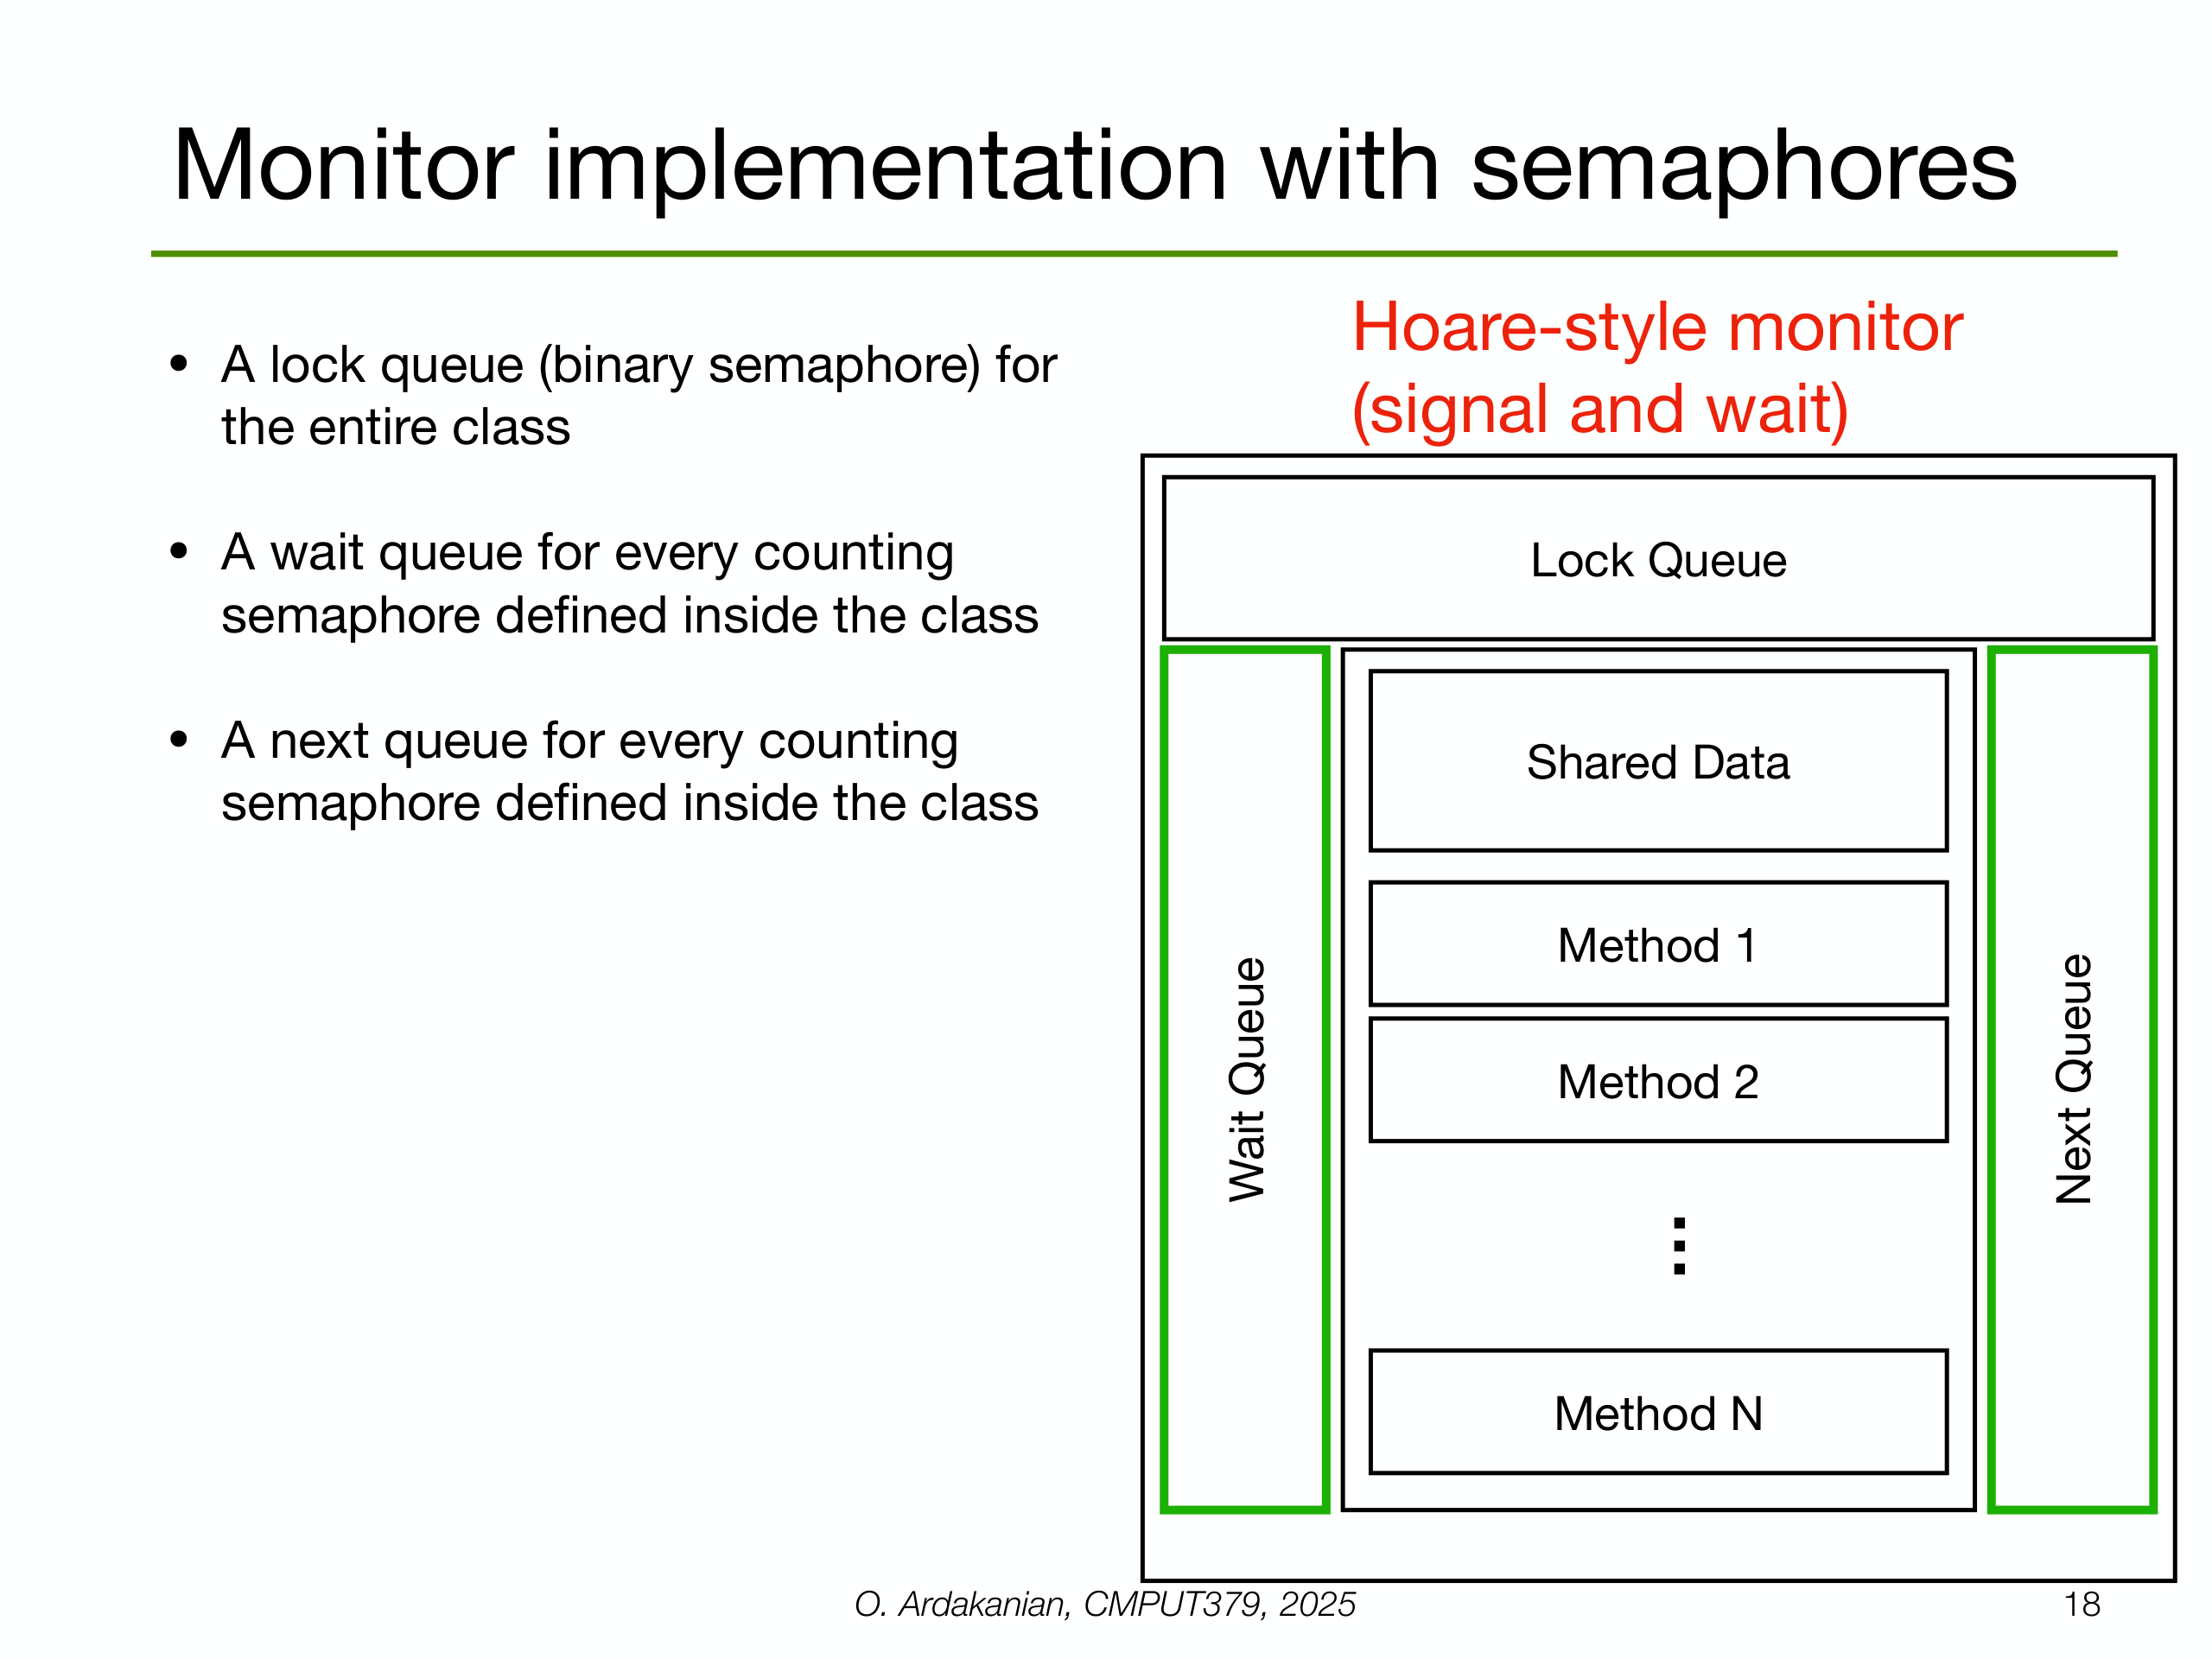 Monitor implementation with semaphores
• A lock queue (binary semaphore) for
the entire class
• A wait queue for every counting
semaphore defined inside the class
• A next queue for every counting
semaphore defined inside the class
Hoare-style monitor
(signal and wait)
Lock Queue
Wait Queue
Shared Data
Method 1
Method 2
⋮
Method N
Next Queue
O. Ardakanian, CMPUT379, 2025
18